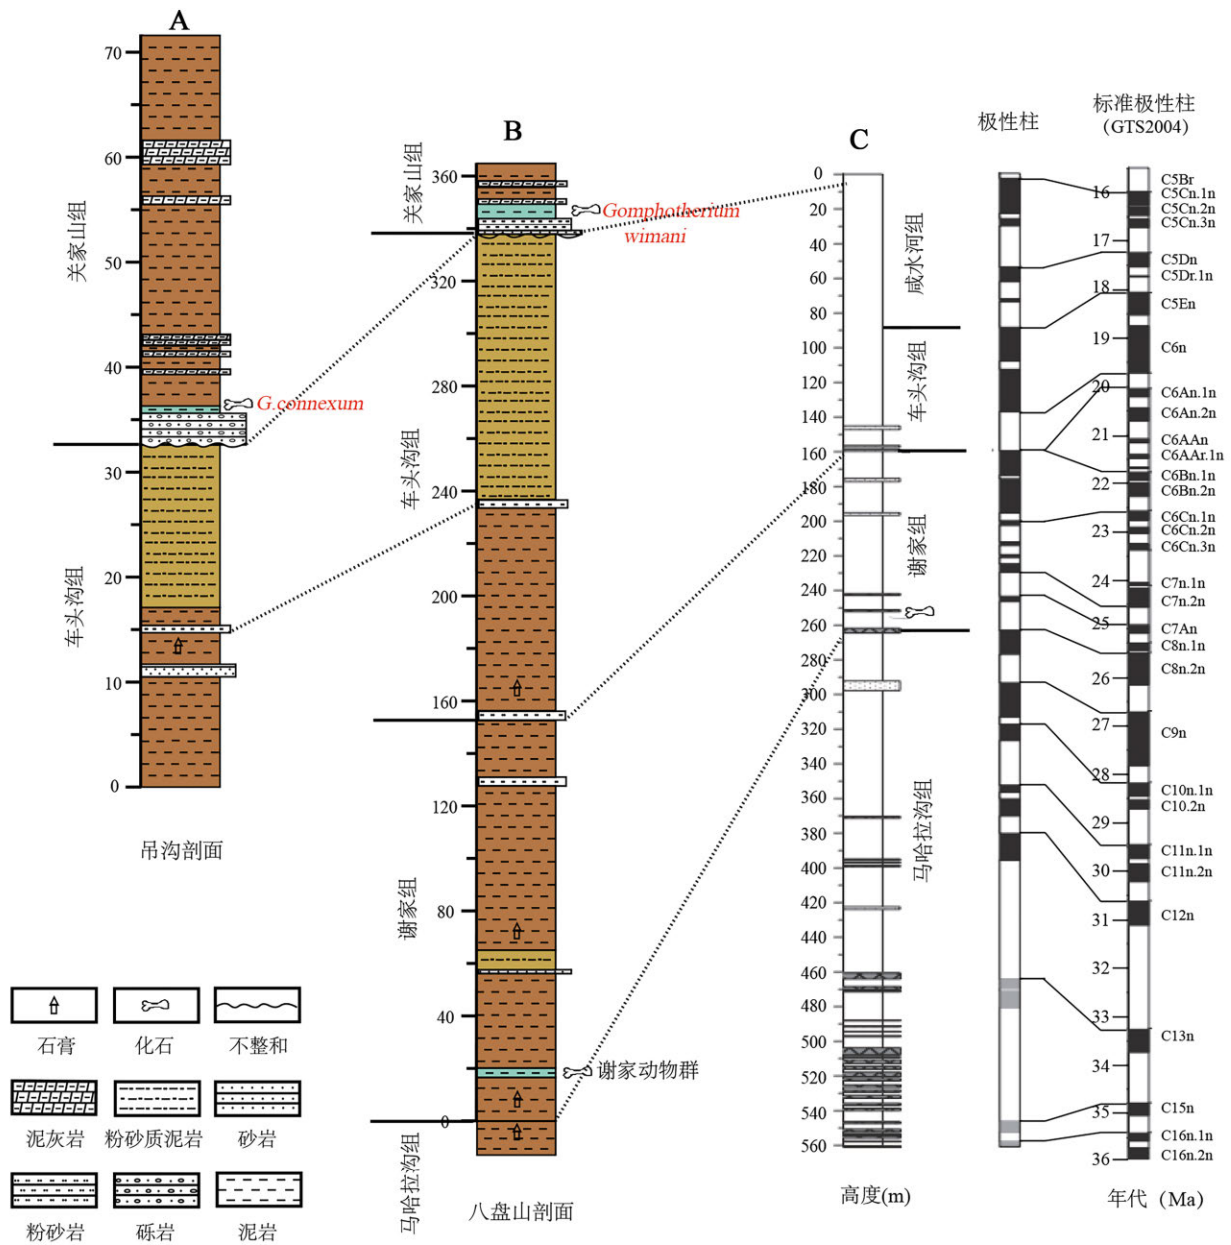 A
70
60
50
40
30
20
10
0
关家山组
车头沟组
G.connexum
吊沟剖面
B
360
320
280
240
200
160
120
80
40
0
关家山组
车头沟组
谢家组
马哈拉沟组
Gomphotherium
wimani
谢家动物群
八盘山剖面
C
0
20
40
60
80
100
120
140
160
180
200
220
240
260
280
300
320
340
360
380
400
420
440
460
480
500
520
540
560
咸水河组
车头沟组
谢家组
马哈拉沟组
高度(m)
极性柱
标准极性柱
(GTS2004)
16
17
18
19
20
21
22
23
24
25
26
27
28
29
30
31
32
33
34
35
36
C5Br
C5Cn.1n
C5Cn.2n
C5Cn.3n
C5Dn
C5Dr.1n
C5En
C6n
C6An.1n
C6An.2n
C6AAn
C6AAr.1n
C6Bn.1n
C6Bn.2n
C6Cn.1n
C6Cn.2n
C6Cn.3n
C7n.1n
C7n.2n
C7An
C8n.1n
C8n.2n
C9n
C10n.1n
C10.2n
C11n.1n
C11n.2n
C12n
C13n
C15n
C16n.1n
C16n.2n
年代 (Ma)
石膏
化石
不整和
泥灰岩
粉砂质泥岩
砂岩
粉砂岩
砾岩
泥岩